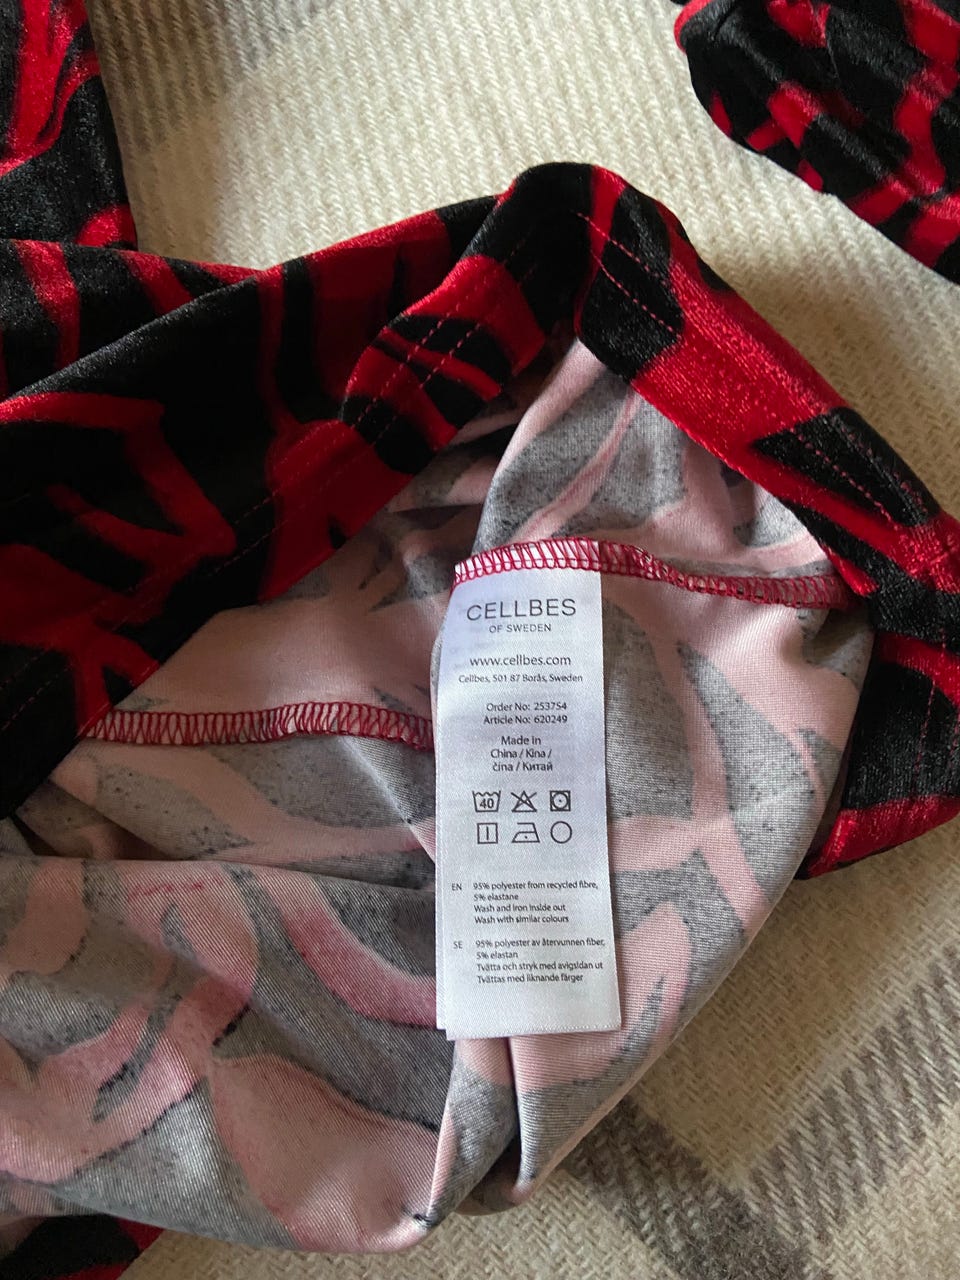 CELLBES
OF SWEDEN
www.cellbes.com
Cellbes, 501 87 Borås, Sweden
Order No: 253754
Article No: 620249
Made in
China / Kina /
čína / Китай
40
EN 95% polyester from recycled fibre,
5% elastane
Wash and iron inside out
Wash with similar colours
SE 95% polyester av återvunnen fiber,
5% elastan
Tvätta och stryk med avigsidan ut
Tvättas med liknande färger